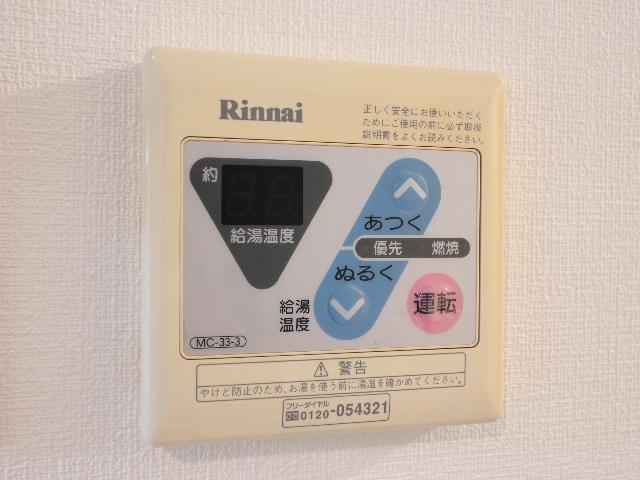 Rinnai
正しく安全にお使いいただく
ためにご使用の前に必ず取扱
説明書をよくお読みください。
約
給湯温度
あつく
優先 燃焼
ぬるく
給湯
温度
運転
MC-33-3
⚠ 警告
やけど防止のため、お湯を使う前に湯温を確かめてください。
フリーダイヤル
0120-054321